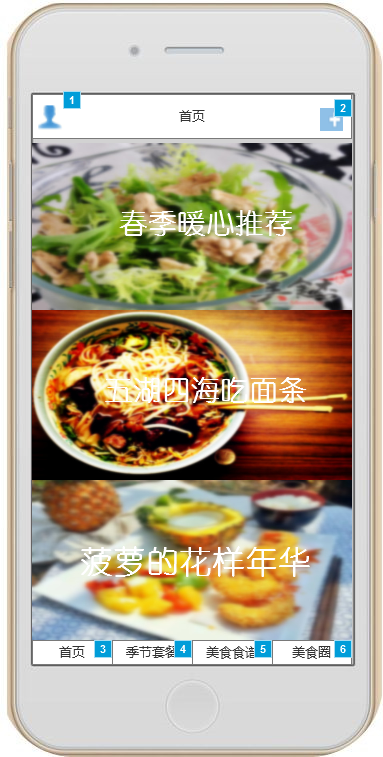 1
首页
2
春季暖心推荐
五湖四海吃面条
菠萝的花样年华
首页 3
季节套餐 4
美食食谱 5
美食圈 6